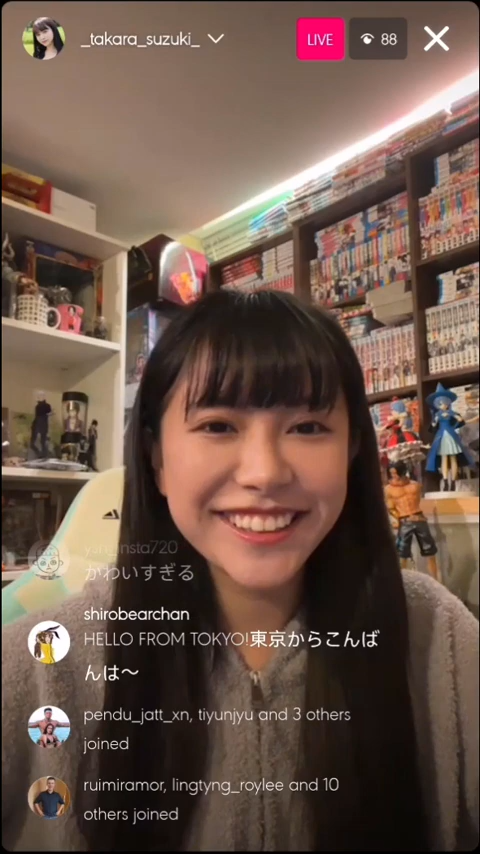 _takara_suzuki_
LIVE
88
かわいすぎる
shirobearchan
HELLO FROM TOKYO!東京からこんば
んは〜
pendu_jatt_xn, tiyunjyu and 3 others
joined
ruimiramor, lingtyng_roylee and 10
others joined